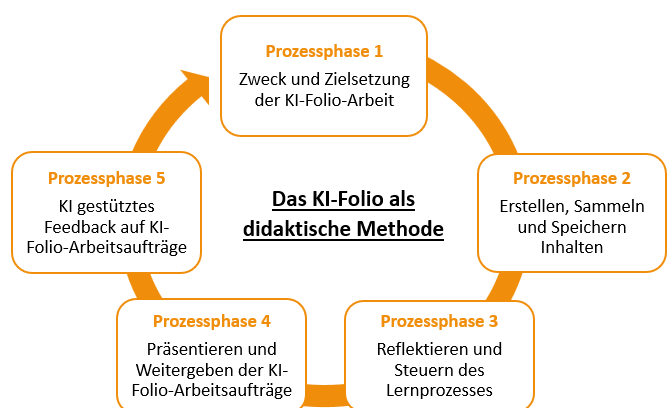 Prozessphase 1
Zweck und Zielsetzung
der KI-Folio-Arbeit
Prozessphase 2
Erstellen, Sammeln
und Speichern
Inhalten
Prozessphase 3
Reflektieren und
Steuern des
Lernprozesses
Prozessphase 4
Präsentieren und
Weitergeben der KI-
Folio-Arbeitsaufträge
Prozessphase 5
KI gestütztes
Feedback auf KI-
Folio-Arbeitsaufträge
Das KI-Folio als
didaktische Methode